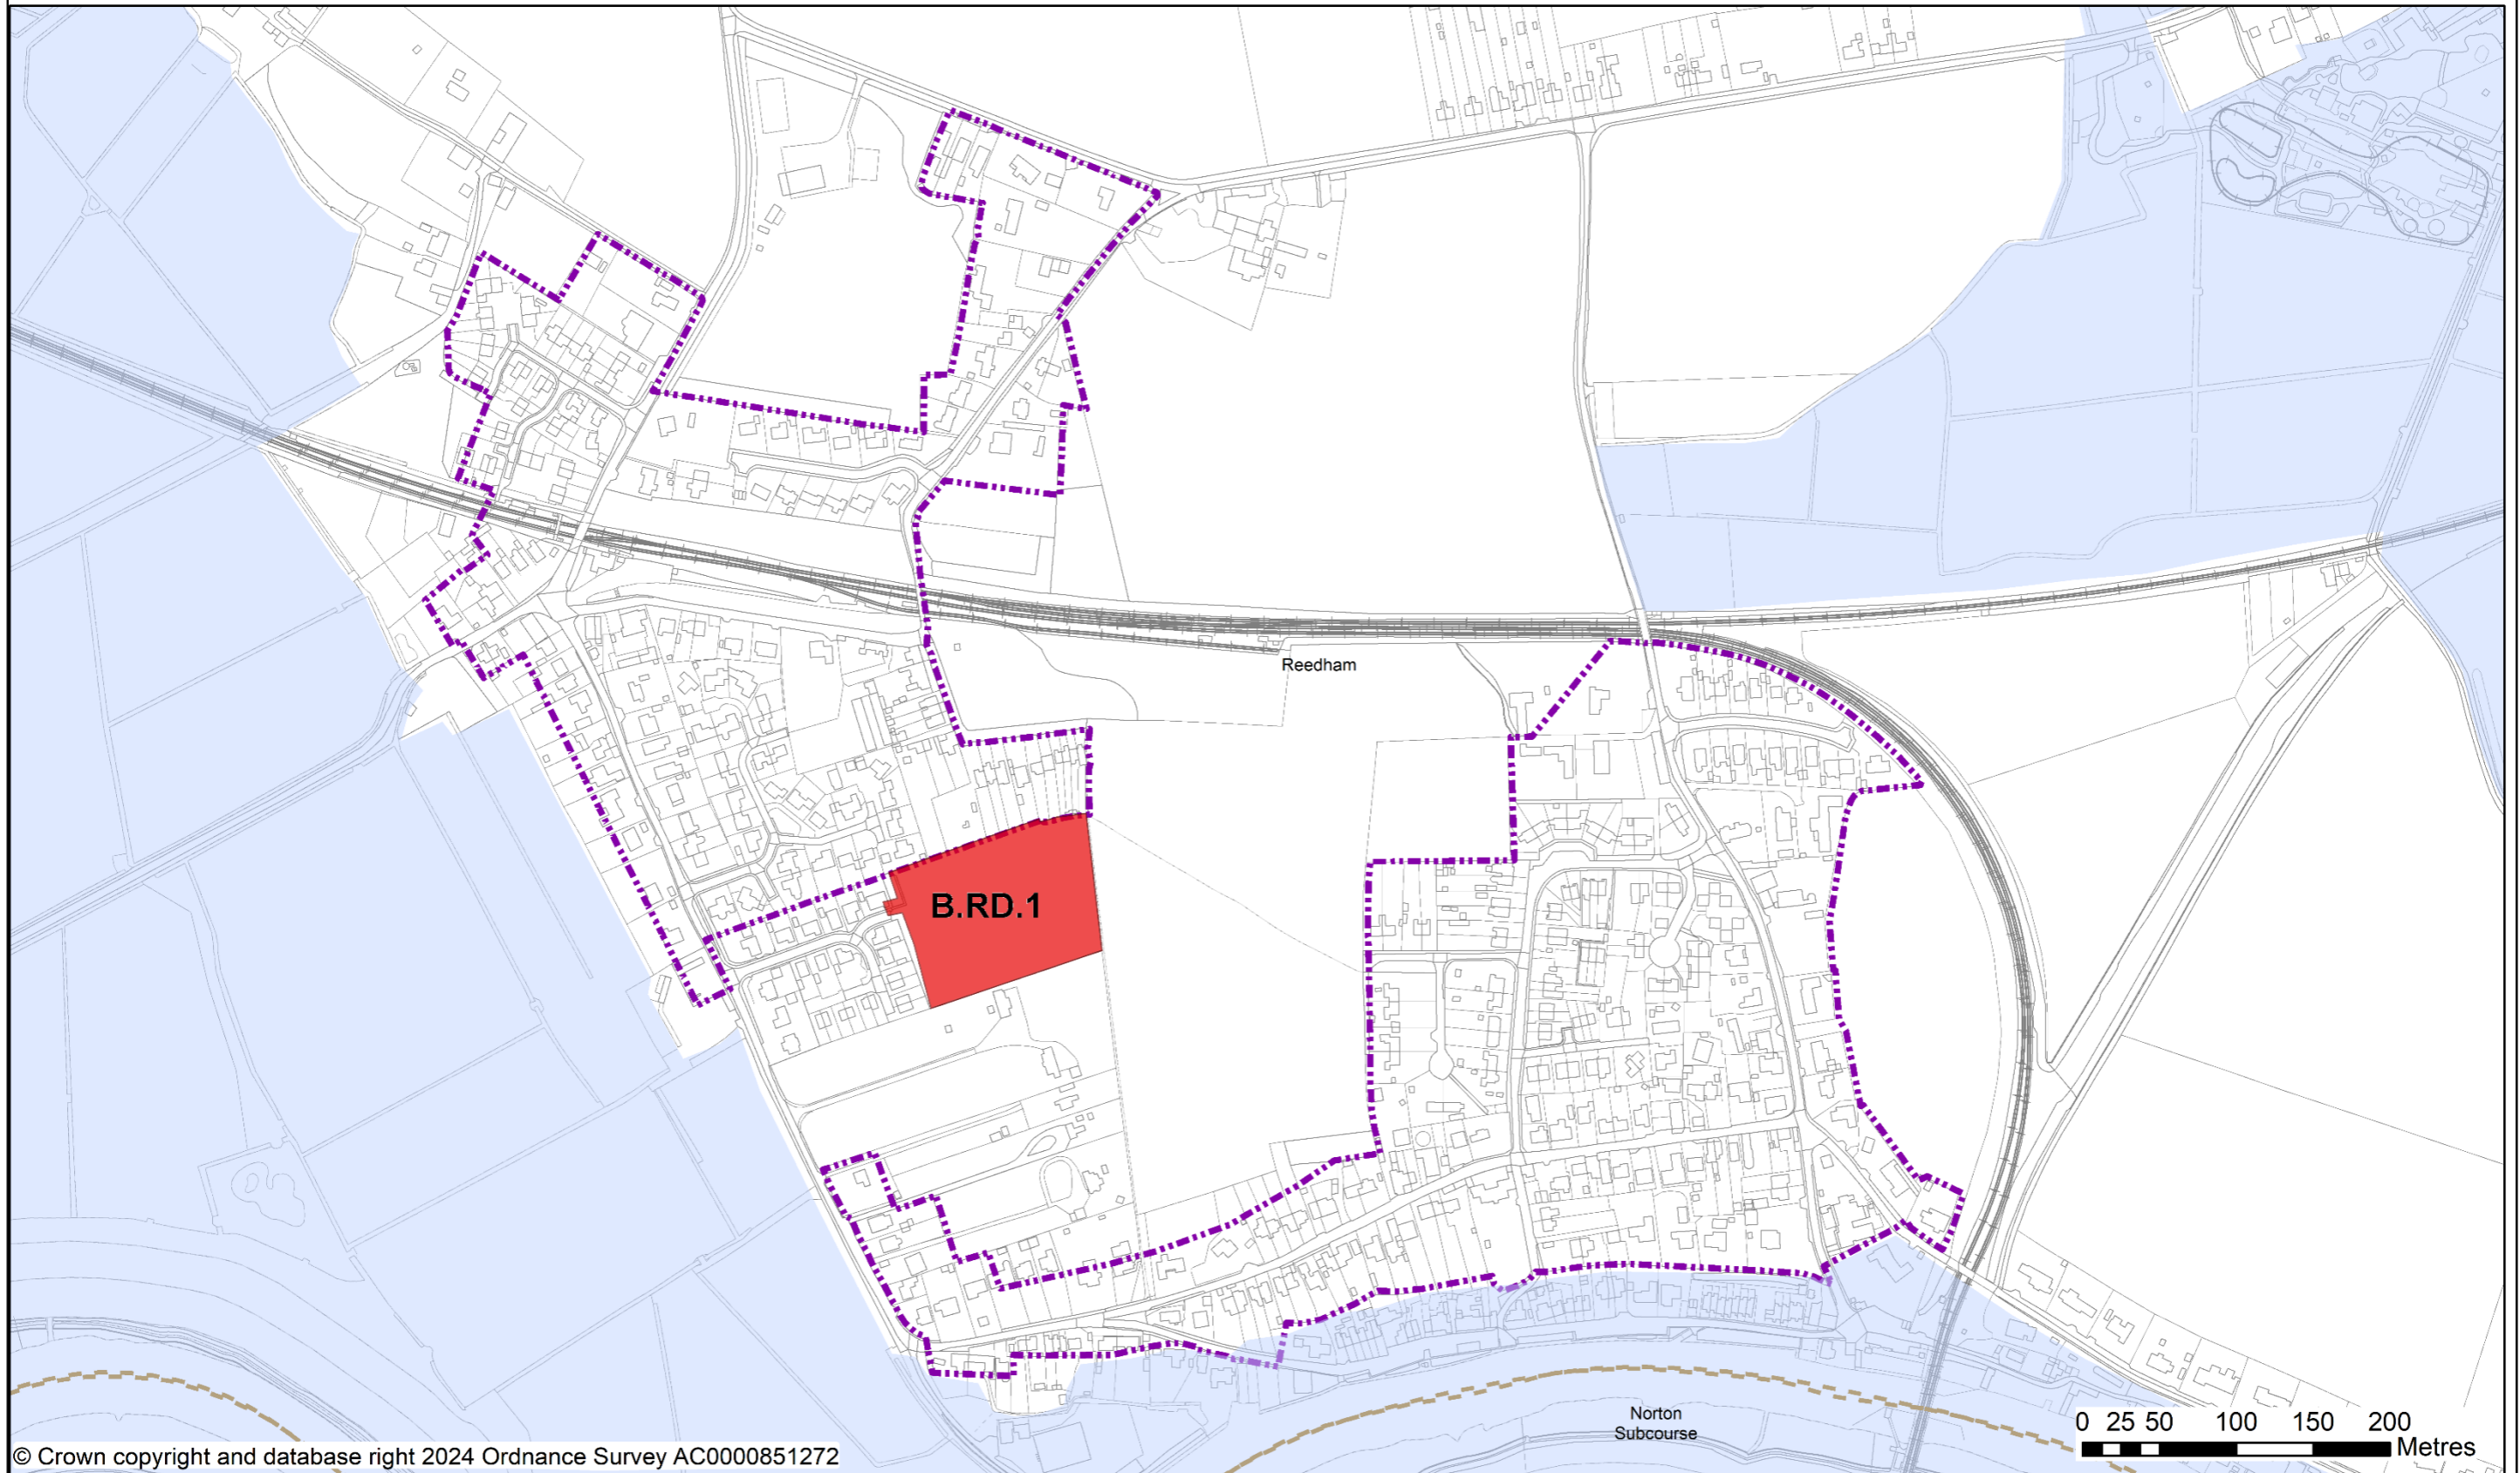 Reedham
B.RD.1
Norton
Subcourse
0 25 50 100 150 200
Metres
© Crown copyright and database right 2024 Ordnance Survey AC0000851272